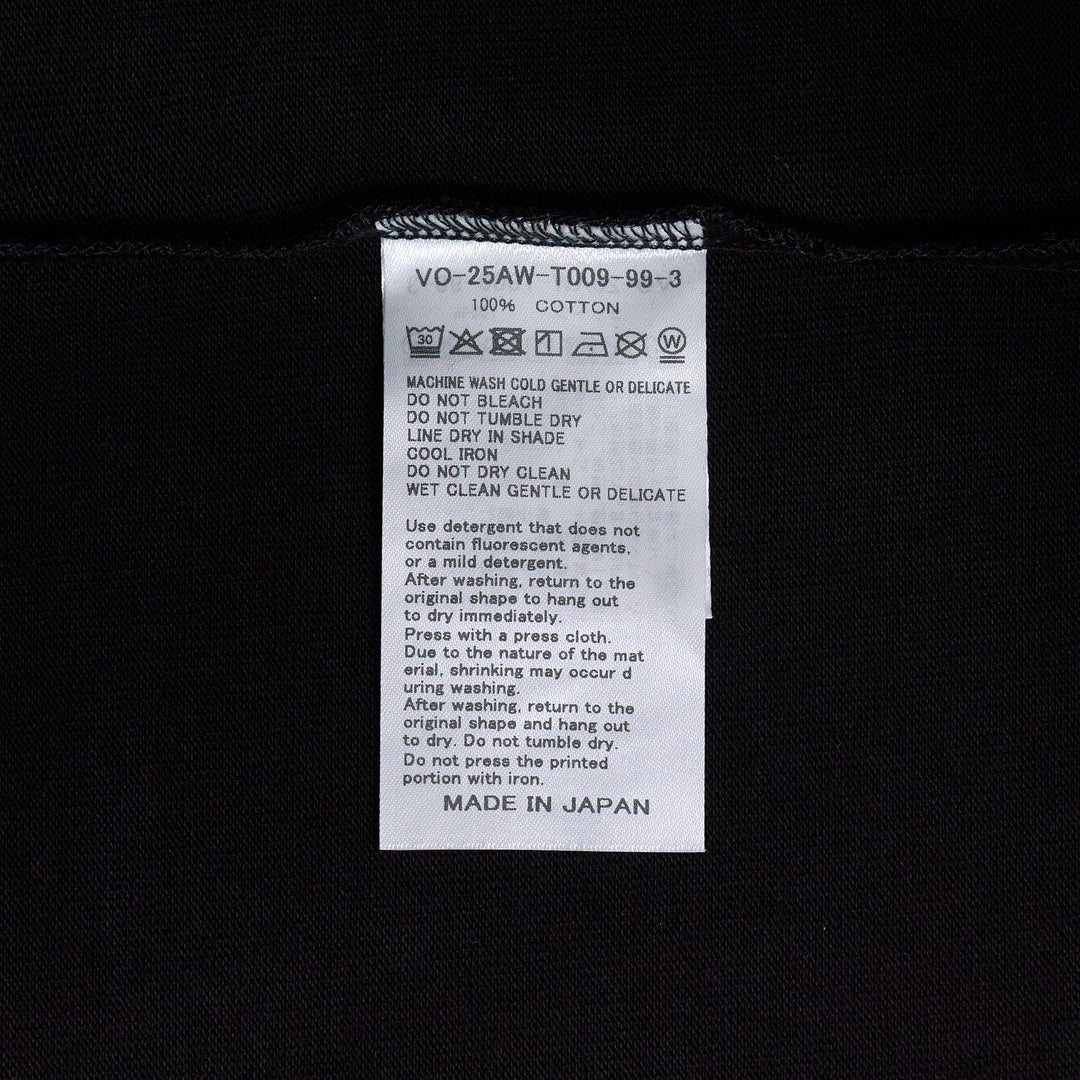 VO-25AW-T009-99-3
100% COTTON
30 W
MACHINE WASH COLD GENTLE OR DELICATE
DO NOT BLEACH
DO NOT TUMBLE DRY
LINE DRY IN SHADE
COOL IRON
DO NOT DRY CLEAN
WET CLEAN GENTLE OR DELICATE
Use detergent that does not
contain fluorescent agents,
or a mild detergent.
After washing, return to the
original shape to hang out
to dry immediately.
Press with a press cloth.
Due to the nature of the mat
erial, shrinking may occur d
uring washing.
After washing, return to the
original shape and hang out
to dry. Do not tumble dry.
Do not press the printed
portion with iron.
MADE IN JAPAN